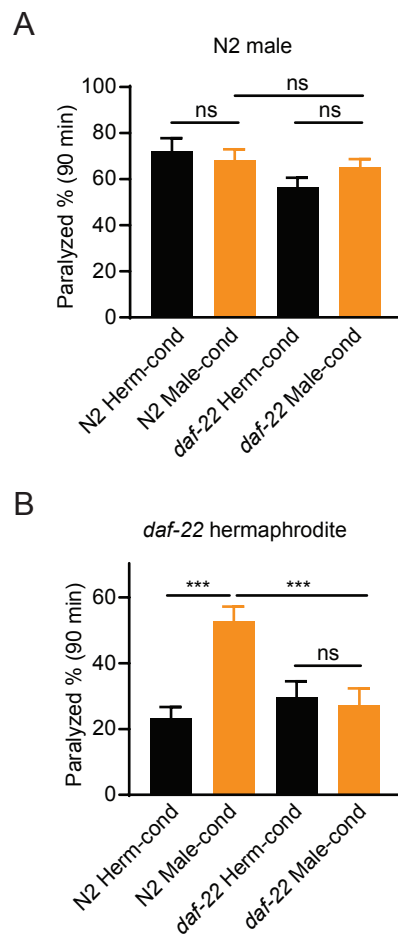 A
N2 male
ns
ns
ns
Paralyzed % (90 min)
100
80
60
40
20
0
N2 Herm-cond
N2 Male-cond
daf-22 Herm-cond
daf-22 Male-cond
B
daf-22 hermaphrodite
***
***
ns
Paralyzed % (90 min)
60
40
20
0
N2 Herm-cond
N2 Male-cond
daf-22 Herm-cond
daf-22 Male-cond